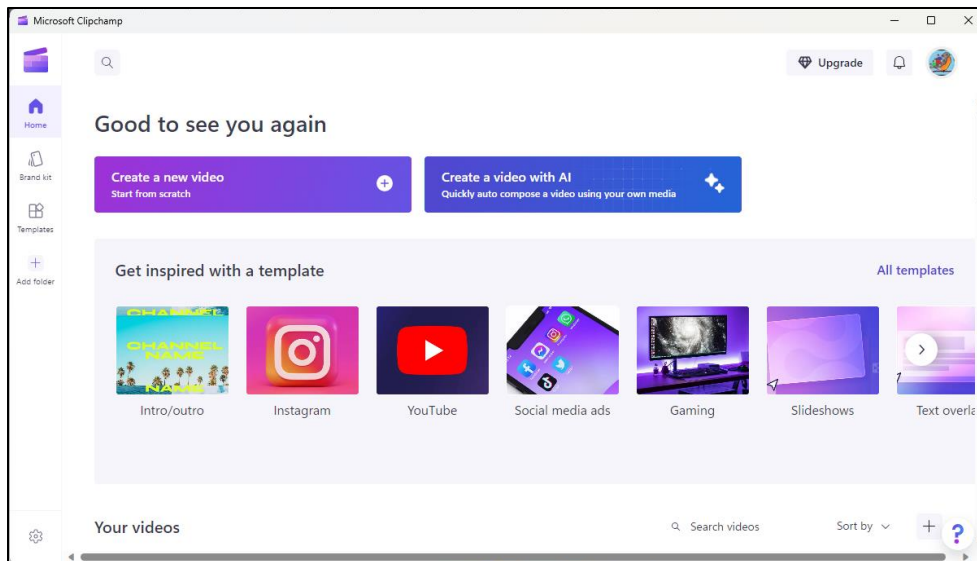 Microsoft Clipchamp
Upgrade
Home
Good to see you again
Brand kit
Create a new video
Start from scratch
Create a video with AI
Quickly auto compose a video using your own media
Templates
Add folder
Get inspired with a template
All templates
CHANNEL
NAME
NAME
Intro/outro
Instagram
YouTube
Social media ads
Gaming
Slideshows
Text overla
Your videos
Search videos
Sort by
?